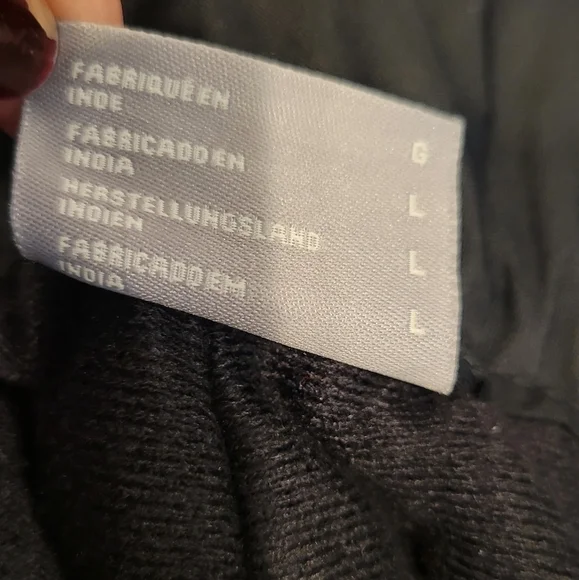 FABRIQUÉ EN G
INDE
FABRICADO EN L
INDIA
HERSTELLUNGSLAND L
INDIEN
FABRICADO EM L
INDIA